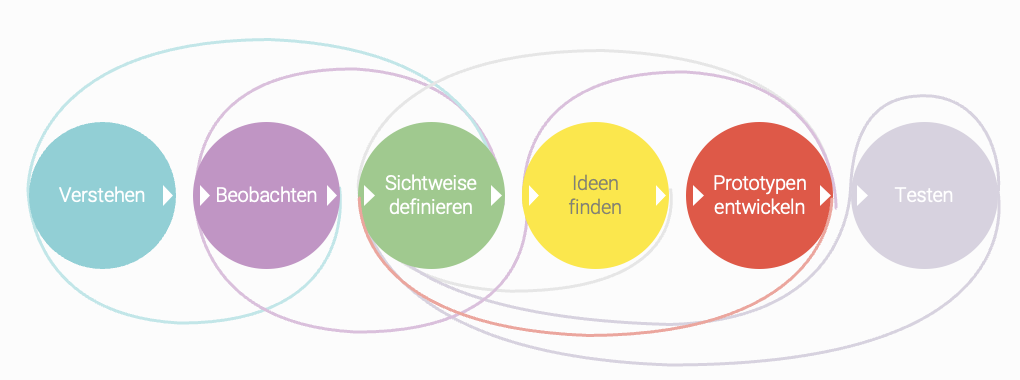 Verstehen
Beobachten
Sichtweise
definieren
Ideen
finden
Prototypen
entwickeln
Testen